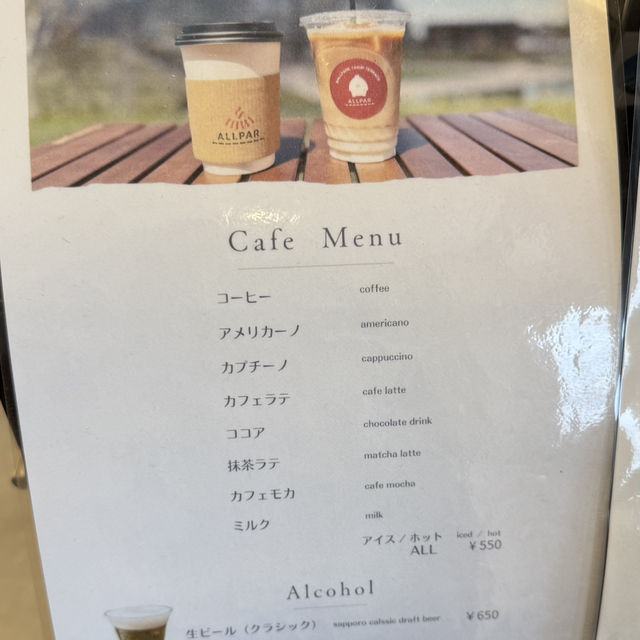 ALLPAR
ALLPAR
Cafe Menu
コーヒー coffee
アメリカーノ americano
カプチーノ cappuccino
カフェラテ cafe latte
ココア chocolate drink
抹茶ラテ matcha latte
カフェモカ cafe mocha
ミルク milk
アイス / ホット iced / hot
ALL ¥550
Alcohol
生ビール（クラシック） sapporo calssic draft beer ¥650